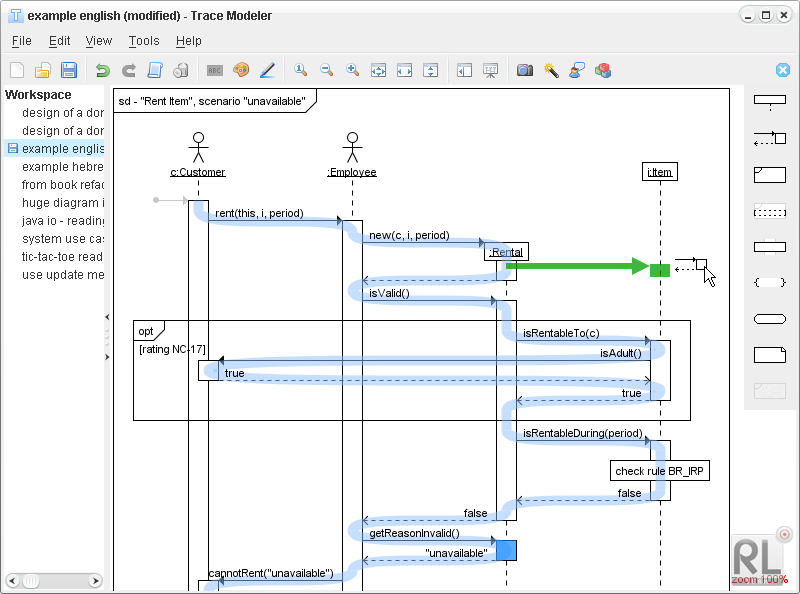 example english (modified) - Trace Modeler
File Edit View Tools Help
ABC
Workspace
design of a dor
design of a dor
example englis
example hebre
from book refac
huge diagram i
java io - reading
system use cas
tic-tac-toe read
use update me
sd - "Rent Item", scenario "unavailable"
c:Customer
:Employee
i:Item
rent(this, i, period)
new(c, i, period)
:Rental
isValid()
opt
isRentableTo(c)
[rating NC-17]
isAdult()
true
true
isRentableDuring(period)
check rule BR_IRP
false
false
getReasonInvalid()
"unavailable"
cannotRent("unavailable")
RL
zoom 100%